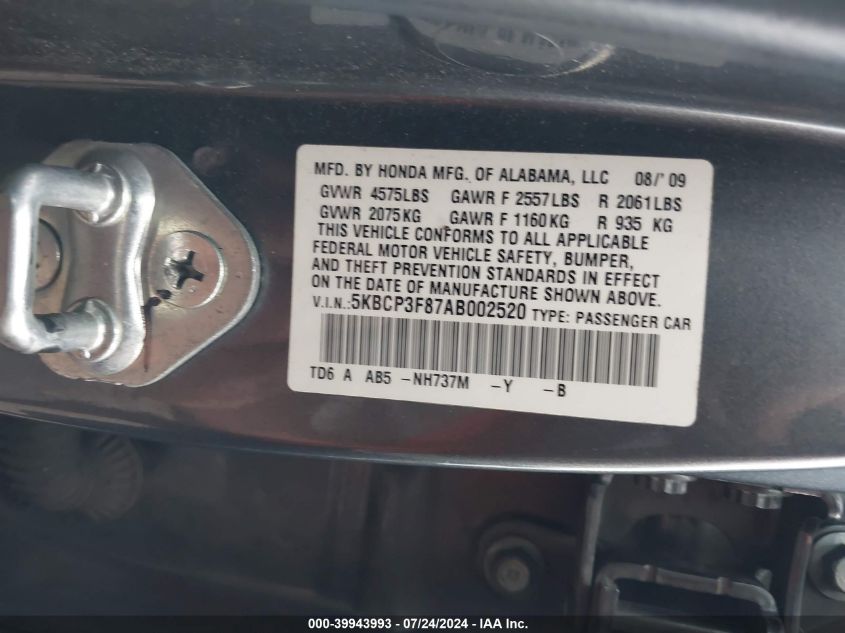 MFD. BY HONDA MFG. OF ALABAMA, LLC 08/' 09
GVWR 4575LBS GAWR F 2557LBS R 2061LBS
GVWR 2075KG GAWR F 1160KG R 935 KG
THIS VEHICLE CONFORMS TO ALL APPLICABLE
FEDERAL MOTOR VEHICLE SAFETY, BUMPER,
AND THEFT PREVENTION STANDARDS IN EFFECT
ON THE DATE OF MANUFACTURE SHOWN ABOVE.
V.I.N.:5KBCP3F87AB002520 TYPE: PASSENGER CAR
TD6 A AB5 -NH737M -Y -B
000-39943993 / 07/24/2024 - IAA Inc.